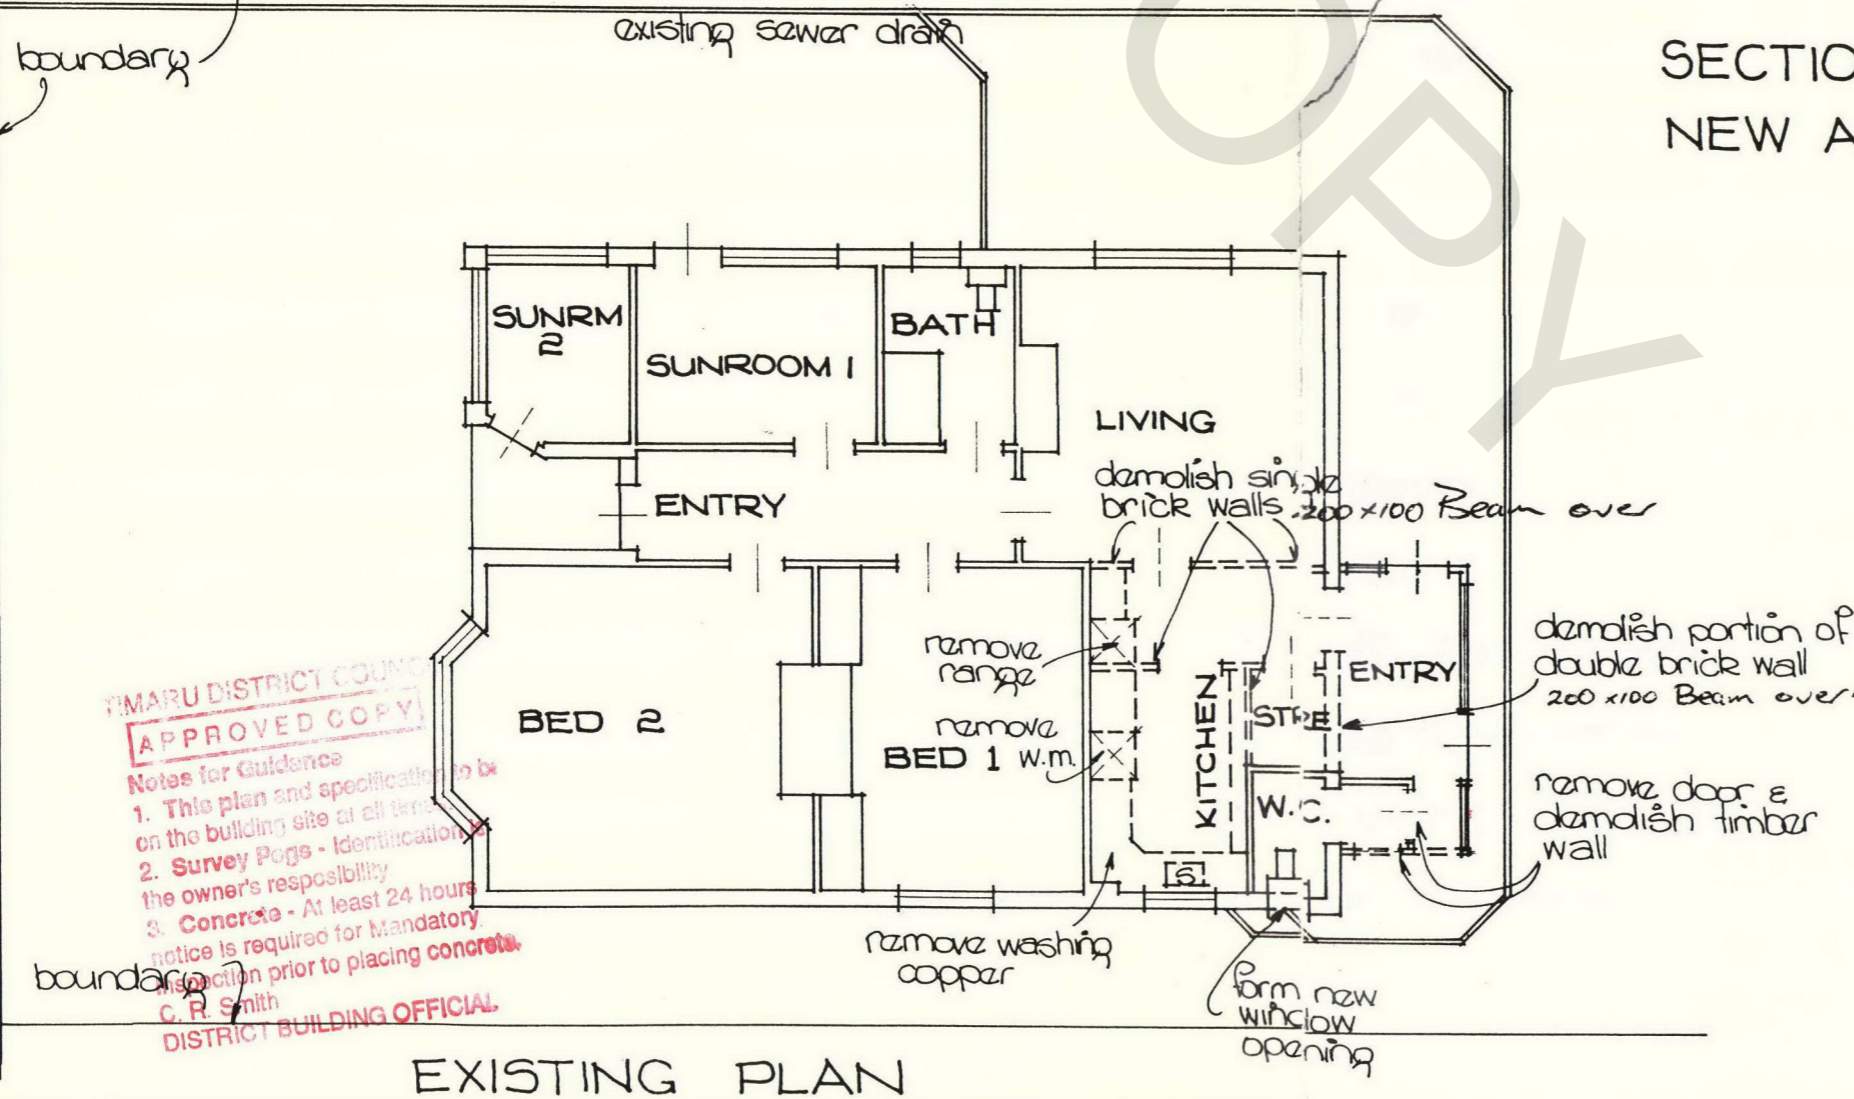 existing sewer drain
boundary
SECTIO
NEW A
COPY
SUNRM
2
SUNROOM 1
BATH
LIVING
demolish single
brick walls. 200 x100 Beam over
ENTRY
remove
range
demolish portion of
double brick wall
200 x100 Beam over
ENTRY
KITCHEN
STRE
BED 2
BED 1
remove
w.m.
W.C.
remove door &
demolish timber
wall
S
remove washing
copper
form new
window
opening
TIMARU DISTRICT COUNC
APPROVED COPY
Notes for Guidance
1. This plan and specification to be
on the building site at all times
2. Survey Pegs - Identification is
the owner's resposibility
3. Concrete - At least 24 hours
notice is required for Mandatory
inspection prior to placing concrete.
C. R. Smith
DISTRICT BUILDING OFFICIAL
boundary
EXISTING PLAN